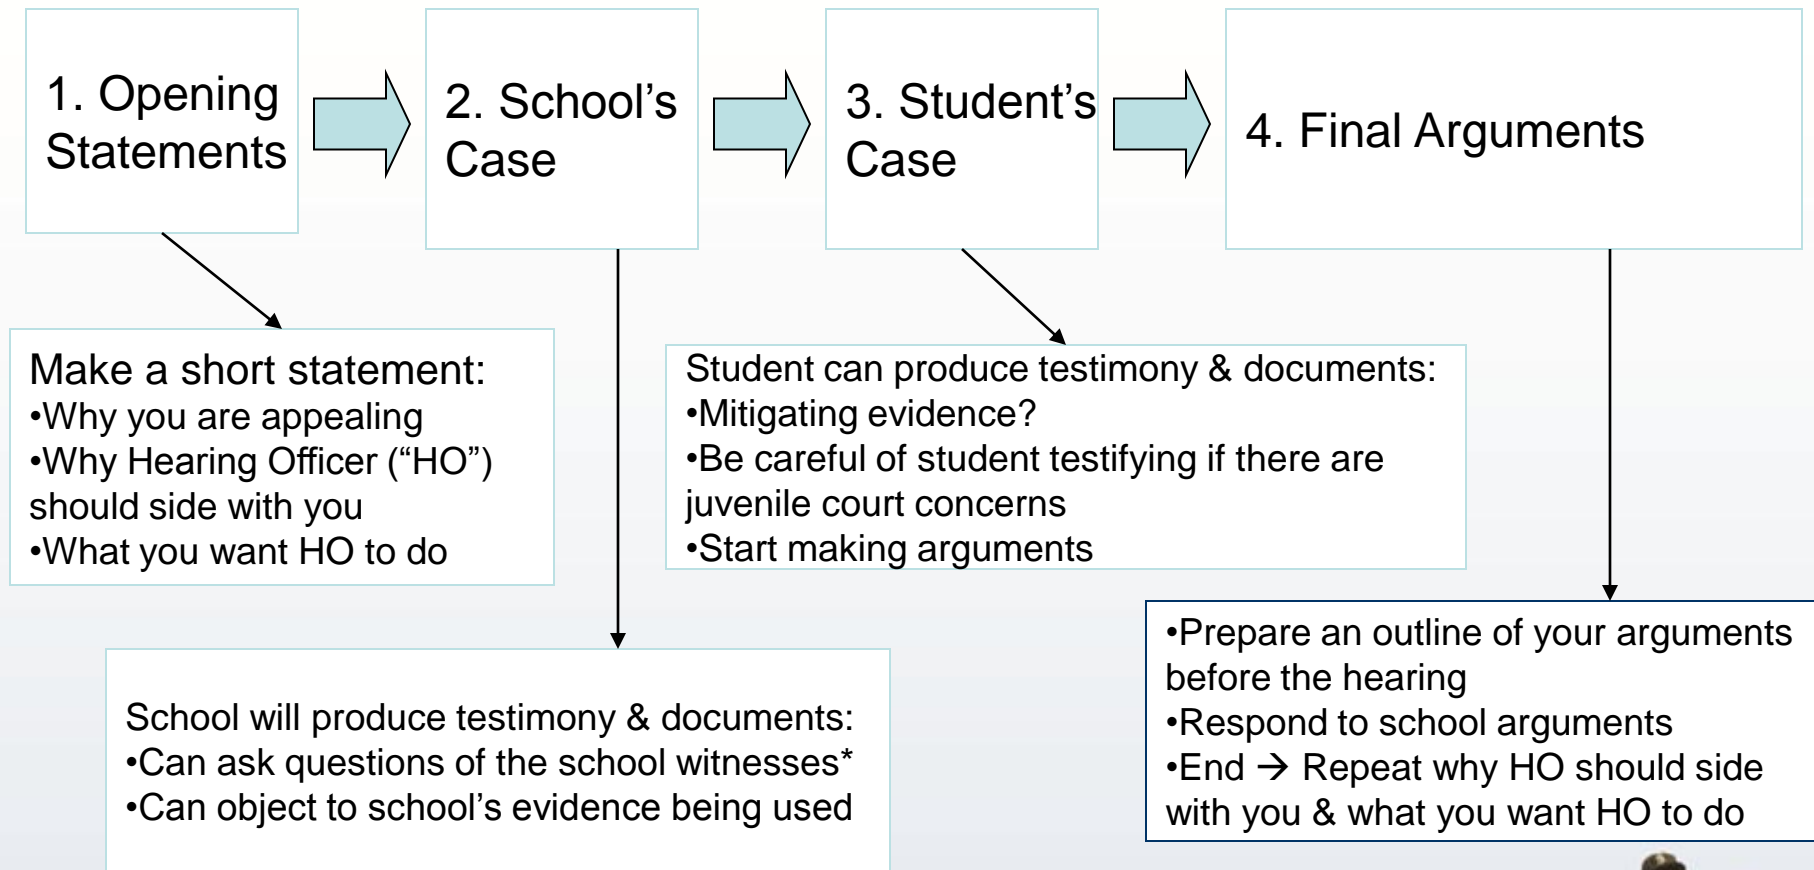 1. Opening
Statements
2. School’s
Case
3. Student’s
Case
4. Final Arguments
Make a short statement:
•Why you are appealing
•Why Hearing Officer (“HO”)
should side with you
•What you want HO to do
Student can produce testimony & documents:
•Mitigating evidence?
•Be careful of student testifying if there are
juvenile court concerns
•Start making arguments
School will produce testimony & documents:
•Can ask questions of the school witnesses*
•Can object to school’s evidence being used
•Prepare an outline of your arguments
before the hearing
•Respond to school arguments
•End → Repeat why HO should side
with you & what you want HO to do